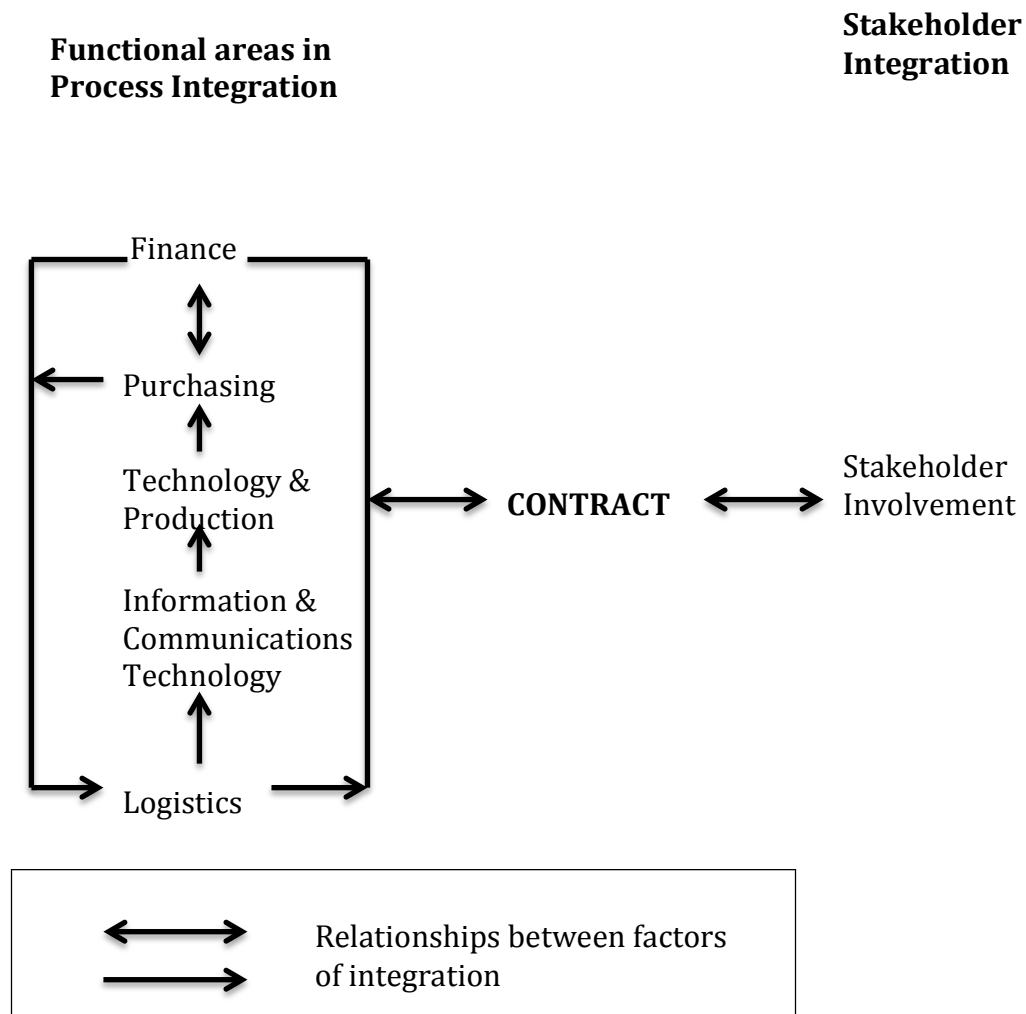 Functional areas in
Process Integration
Stakeholder
Integration
Finance
Purchasing
Technology &
Production
Information &
Communications
Technology
Logistics
CONTRACT
Stakeholder
Involvement
Relationships between factors
of integration